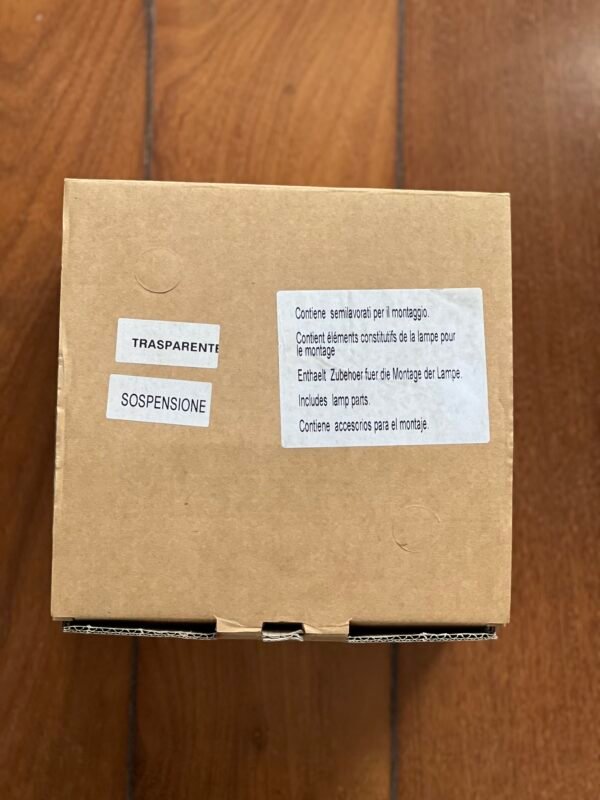 TRASPARENTE
SOSPENSIONE
Contiene semilavorati per il montaggio.
Contient éléments constitutifs de la lampe pour
le montage
Enthaelt Zubehoer fuer die Montage der Lampe.
Includes lamp parts.
Contiene accesorios para el montaje.